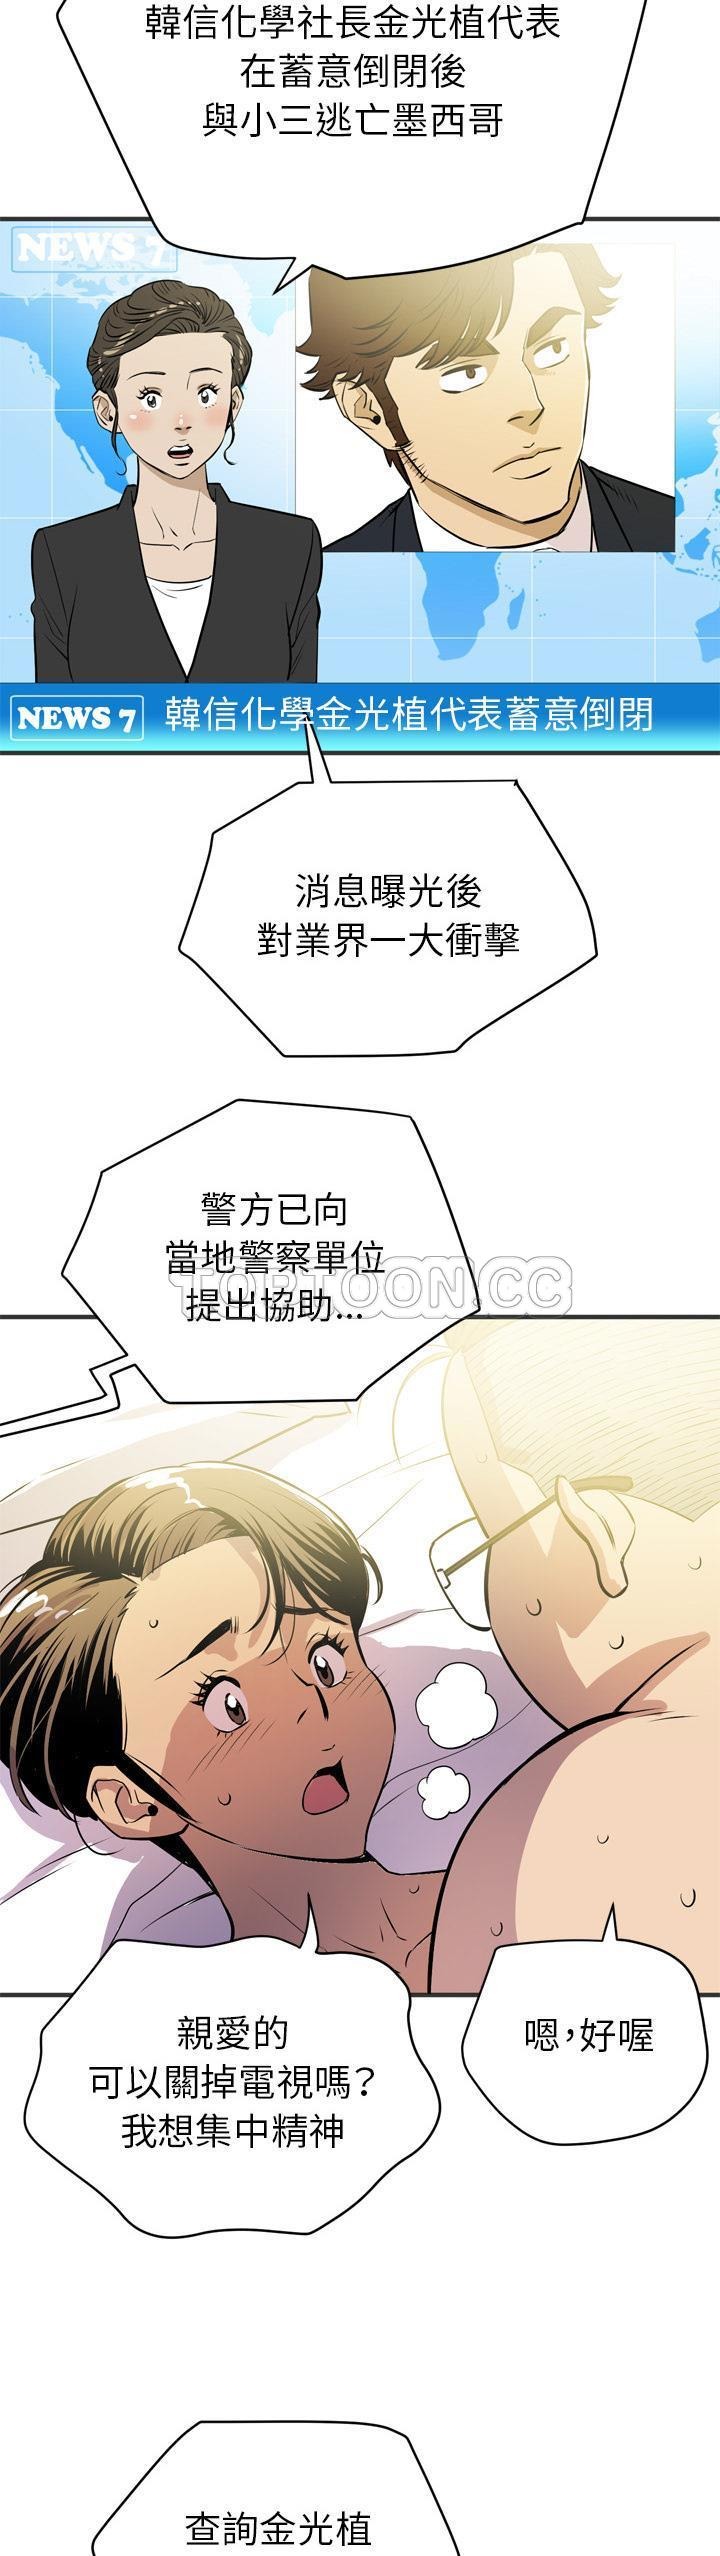 韓信化學社長金光植代表
在蓄意倒閉後
與小三逃亡墨西哥
NEWS 7
NEWS 7 韓信化學金光植代表蓄意倒閉
消息曝光後
對業界一大衝擊
警方已向
當地警察單位
提出協助...
TOPTOON.CC
親愛的
可以關掉電視嗎?
我想集中精神
嗯,好喔
查詢金光植